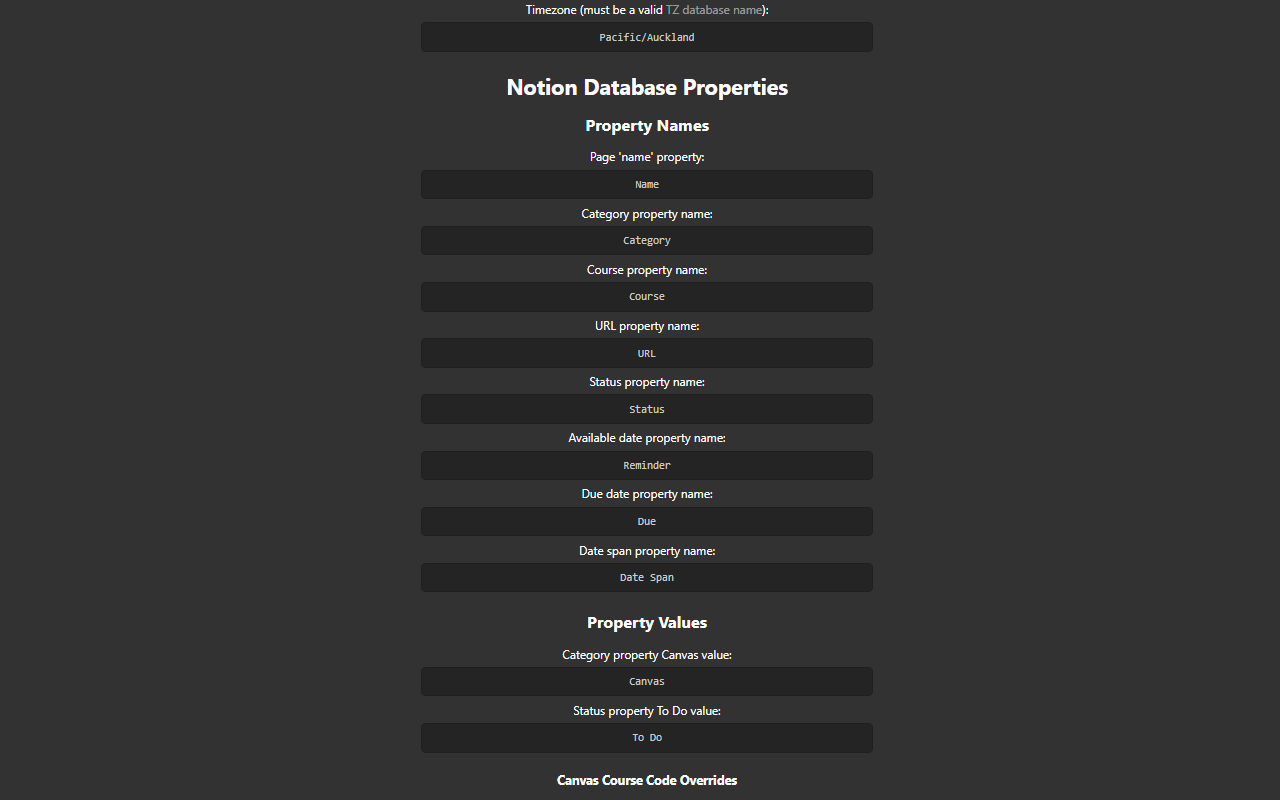 Timezone (must be a valid TZ database name):
Pacific/Auckland
Notion Database Properties
Property Names
Page 'name' property:
Name
Category property name:
Category
Course property name:
Course
URL property name:
URL
Status property name:
Status
Available date property name:
Reminder
Due date property name:
Due
Date span property name:
Date Span
Property Values
Category property Canvas value:
Canvas
Status property To Do value:
To Do
Canvas Course Code Overrides